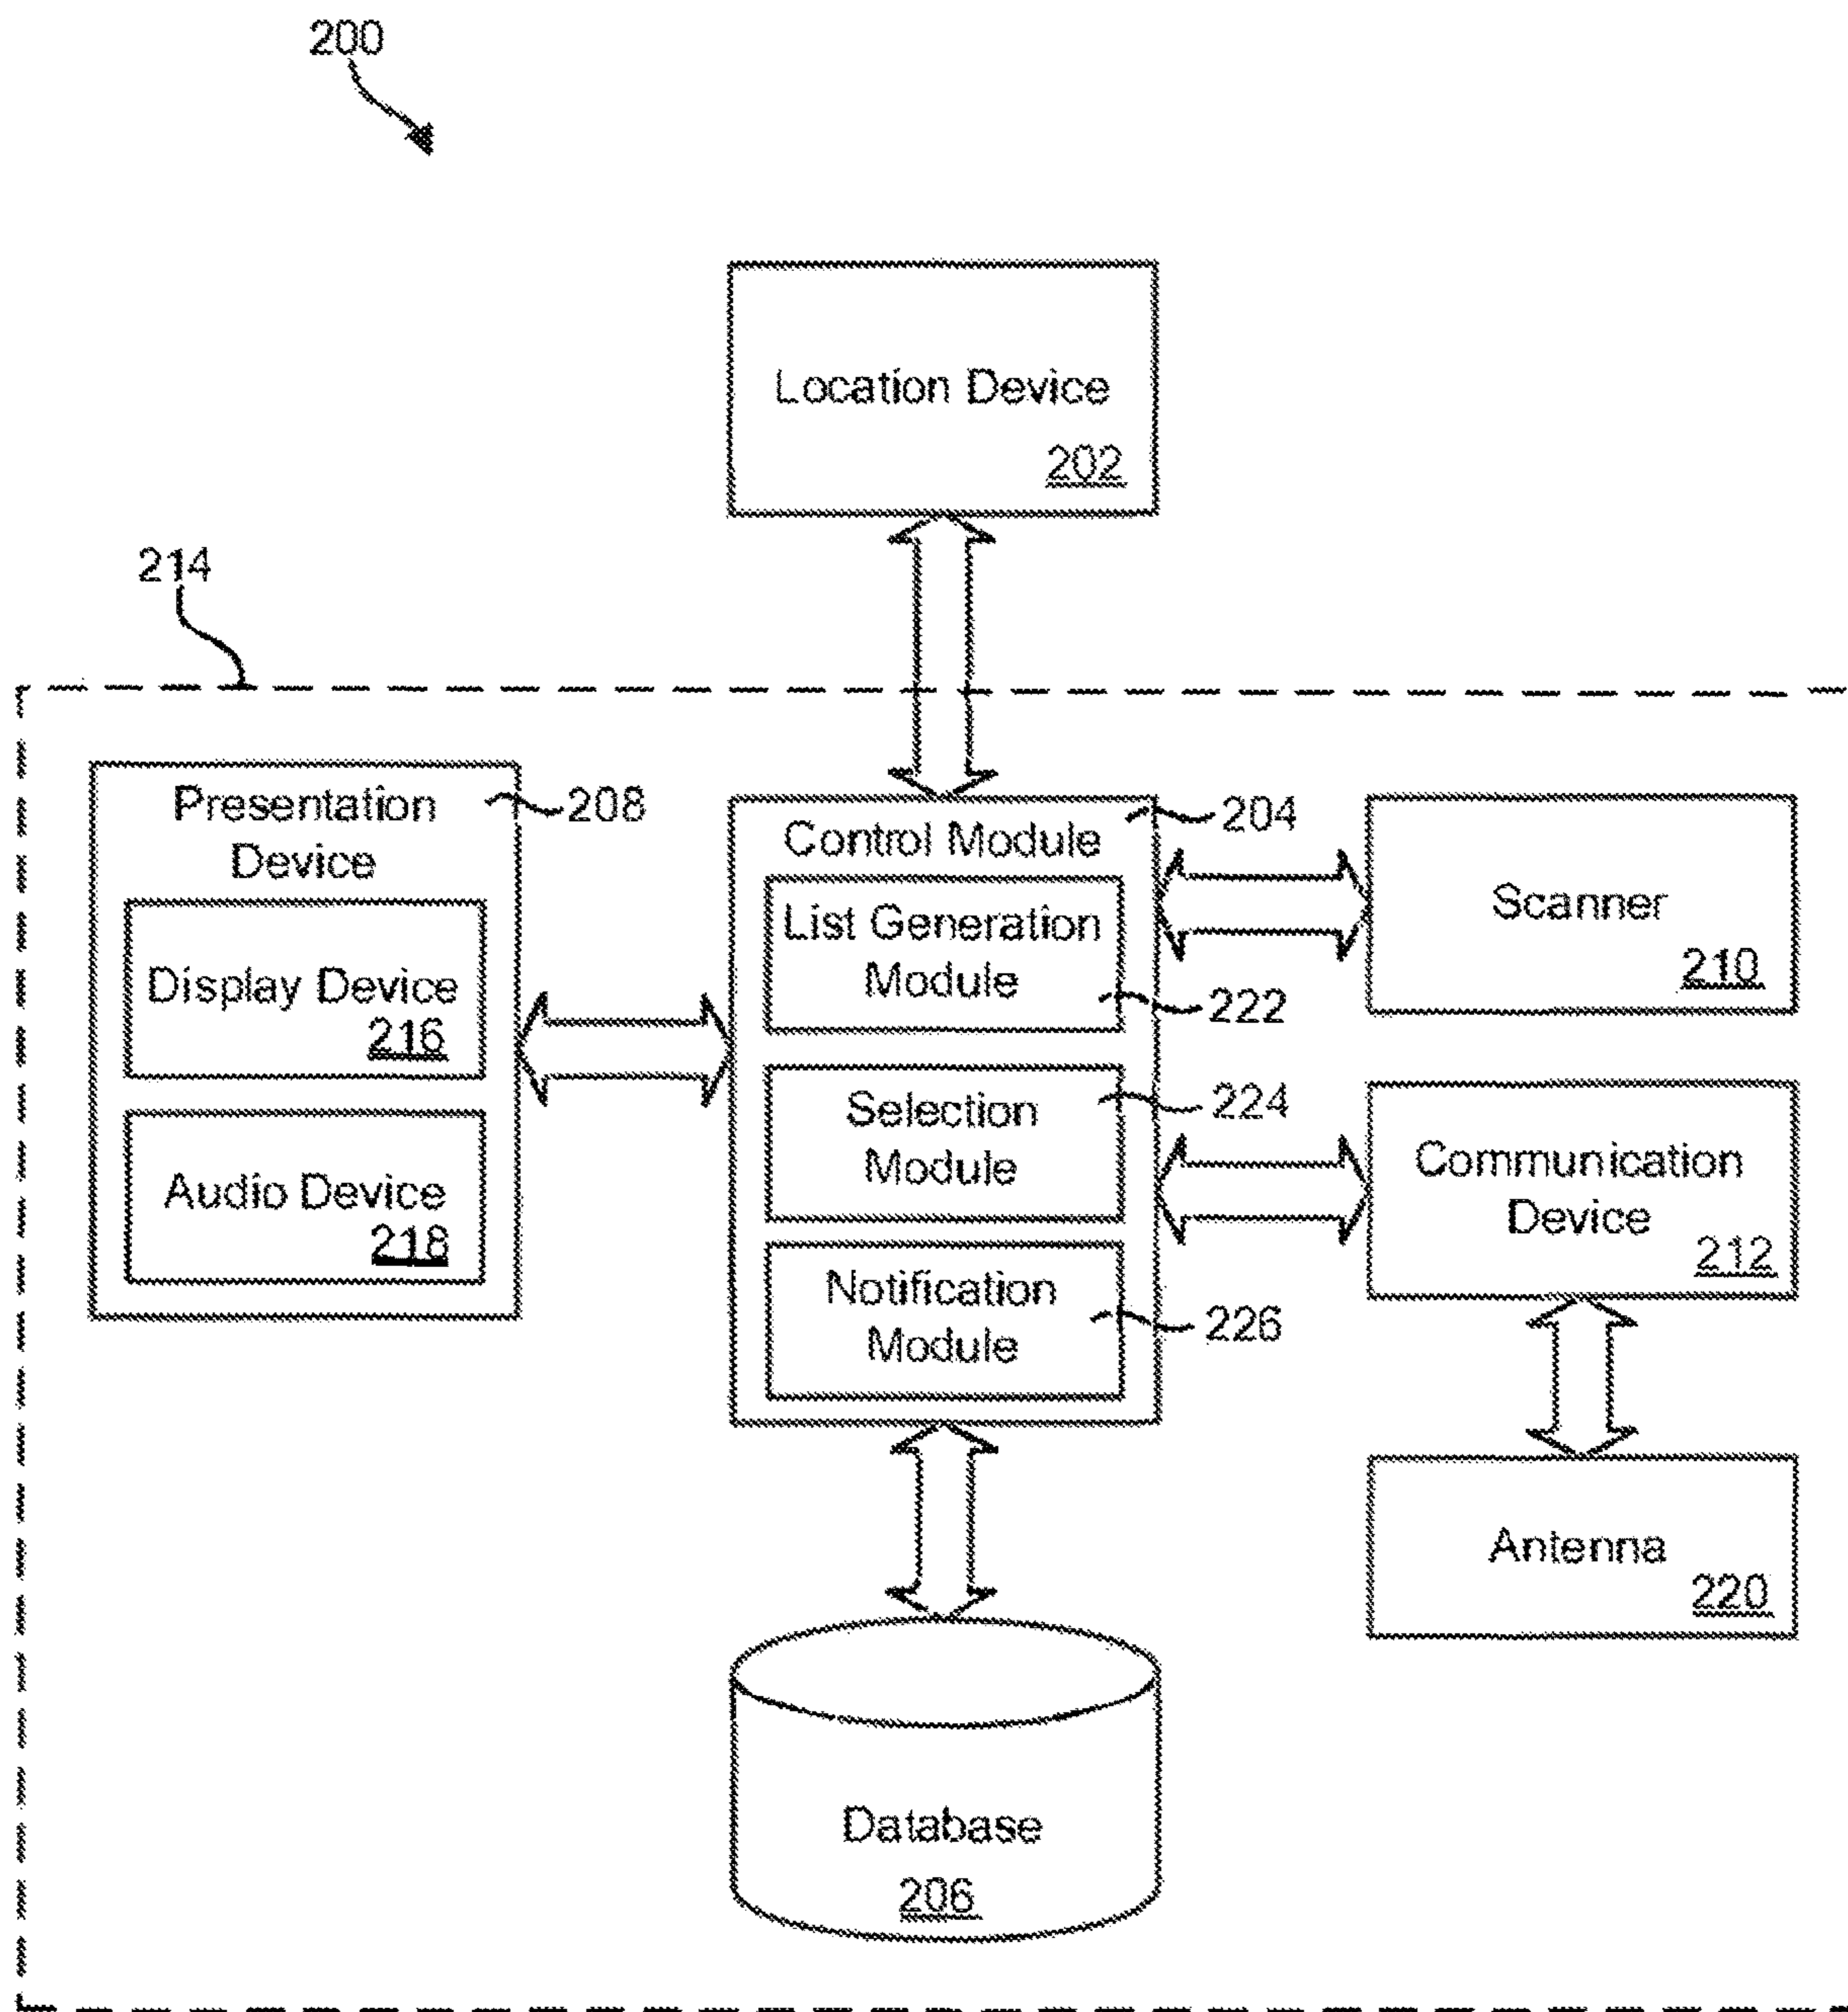 200
Location Device
202
214
Presentation
Device
208
Display Device
216
Audio Device
218
Control Module
204
List Generation
Module
222
Selection
Module
224
Notification
Module
226
Scanner
210
Communication
Device
212
Antenna
220
Database
206